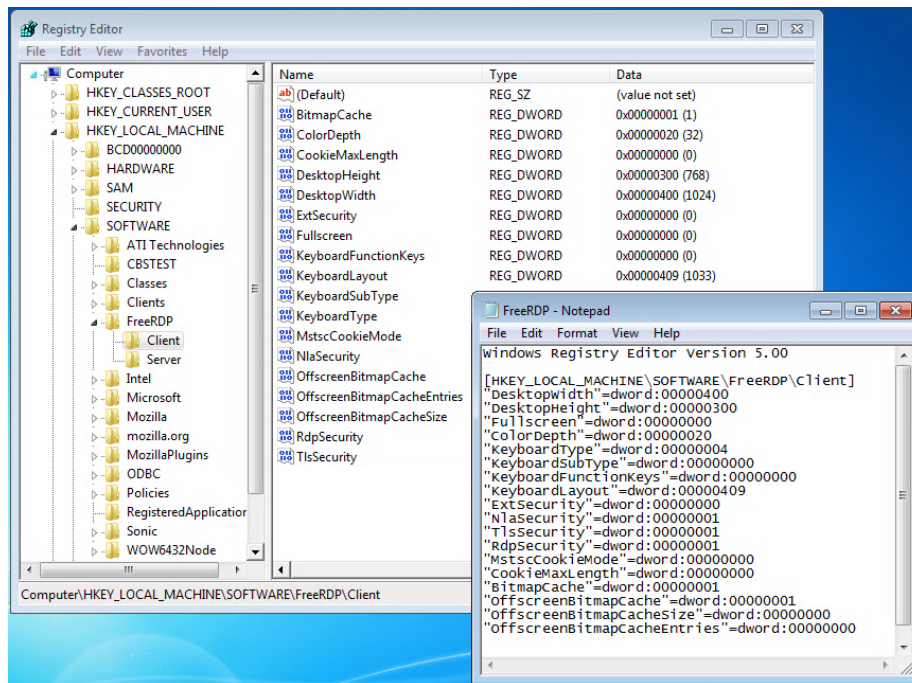 Registry Editor
File Edit View Favorites Help
Computer
HKEY_CLASSES_ROOT
HKEY_CURRENT_USER
HKEY_LOCAL_MACHINE
BCD00000000
HARDWARE
SAM
SECURITY
SOFTWARE
ATI Technologies
CBSTEST
Classes
Clients
FreeRDP
Client
Server
Intel
Microsoft
Mozilla
mozilla.org
MozillaPlugins
ODBC
Policies
RegisteredApplication
Sonic
WOW6432Node
Name Type Data
(Default) REG_SZ (value not set)
BitmapCache REG_DWORD 0x00000001 (1)
ColorDepth REG_DWORD 0x00000020 (32)
CookieMaxLength REG_DWORD 0x00000000 (0)
DesktopHeight REG_DWORD 0x00000300 (768)
DesktopWidth REG_DWORD 0x00000400 (1024)
ExtSecurity REG_DWORD 0x00000000 (0)
Fullscreen REG_DWORD 0x00000000 (0)
KeyboardFunctionKeys REG_DWORD 0x00000000 (0)
KeyboardLayout REG_DWORD 0x00000409 (1033)
KeyboardSubType
KeyboardType
MstscCookieMode
NlaSecurity
OffscreenBitmapCache
OffscreenBitmapCacheEntries
OffscreenBitmapCacheSize
RdpSecurity
TlsSecurity
Computer\HKEY_LOCAL_MACHINE\SOFTWARE\FreeRDP\Client
FreeRDP - Notepad
File Edit Format View Help
Windows Registry Editor Version 5.00
[HKEY_LOCAL_MACHINE\SOFTWARE\FreeRDP\Client]
"DesktopWidth"=dword:00000400
"DesktopHeight"=dword:00000300
"Fullscreen"=dword:00000000
"ColorDepth"=dword:00000020
"KeyboardType"=dword:00000004
"KeyboardSubType"=dword:00000000
"KeyboardFunctionKeys"=dword:00000000
"KeyboardLayout"=dword:00000409
"ExtSecurity"=dword:00000000
"NlaSecurity"=dword:00000001
"TlsSecurity"=dword:00000001
"RdpSecurity"=dword:00000001
"MstscCookieMode"=dword:00000000
"CookieMaxLength"=dword:00000000
"BitmapCache"=dword:00000001
"OffscreenBitmapCache"=dword:00000001
"OffscreenBitmapCacheSize"=dword:00000000
"OffscreenBitmapCacheEntries"=dword:00000000